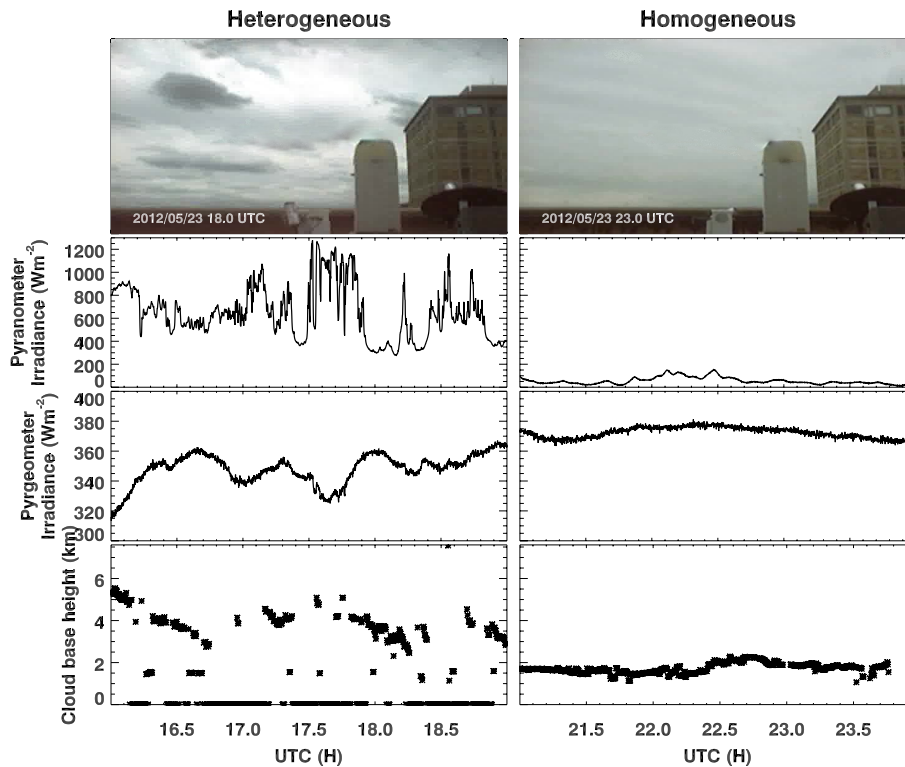 Heterogeneous
Homogeneous
2012/05/23 18.0 UTC
2012/05/23 23.0 UTC
Pyranometer
Irradiance (Wm-2)
1200
1000
800
600
400
200
0
Pyrgeometer
Irradiance (Wm-2)
400
380
360
340
320
300
Cloud base height (km)
6
4
2
0
16.5 17.0 17.5 18.0 18.5
UTC (H)
21.5 22.0 22.5 23.0 23.5
UTC (H)